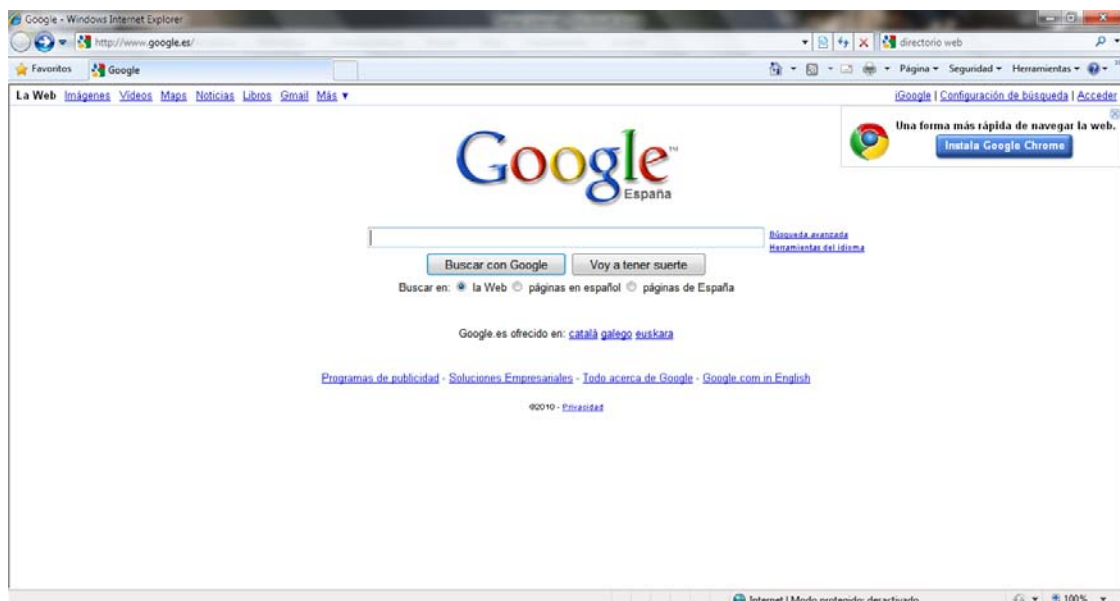 Google - Windows Internet Explorer
http://www.google.es/
directorio web
Favoritos Google Página Seguridad Herramientas
La Web Imágenes Vídeos Maps Noticias Libros Gmail Más ▼ iGoogle | Configuración de búsqueda | Acceder
Una forma más rápida de navegar la web.
Instala Google Chrome
Google™
España
Búsqueda avanzada
Herramientas del idioma
Buscar con Google Voy a tener suerte
Buscar en: la Web páginas en español páginas de España
Google.es ofrecido en: català galego euskara
Programas de publicidad - Soluciones Empresariales - Todo acerca de Google - Google.com in English
©2010 - Privacidad
Internet | Modo protegido: desactivado 100%